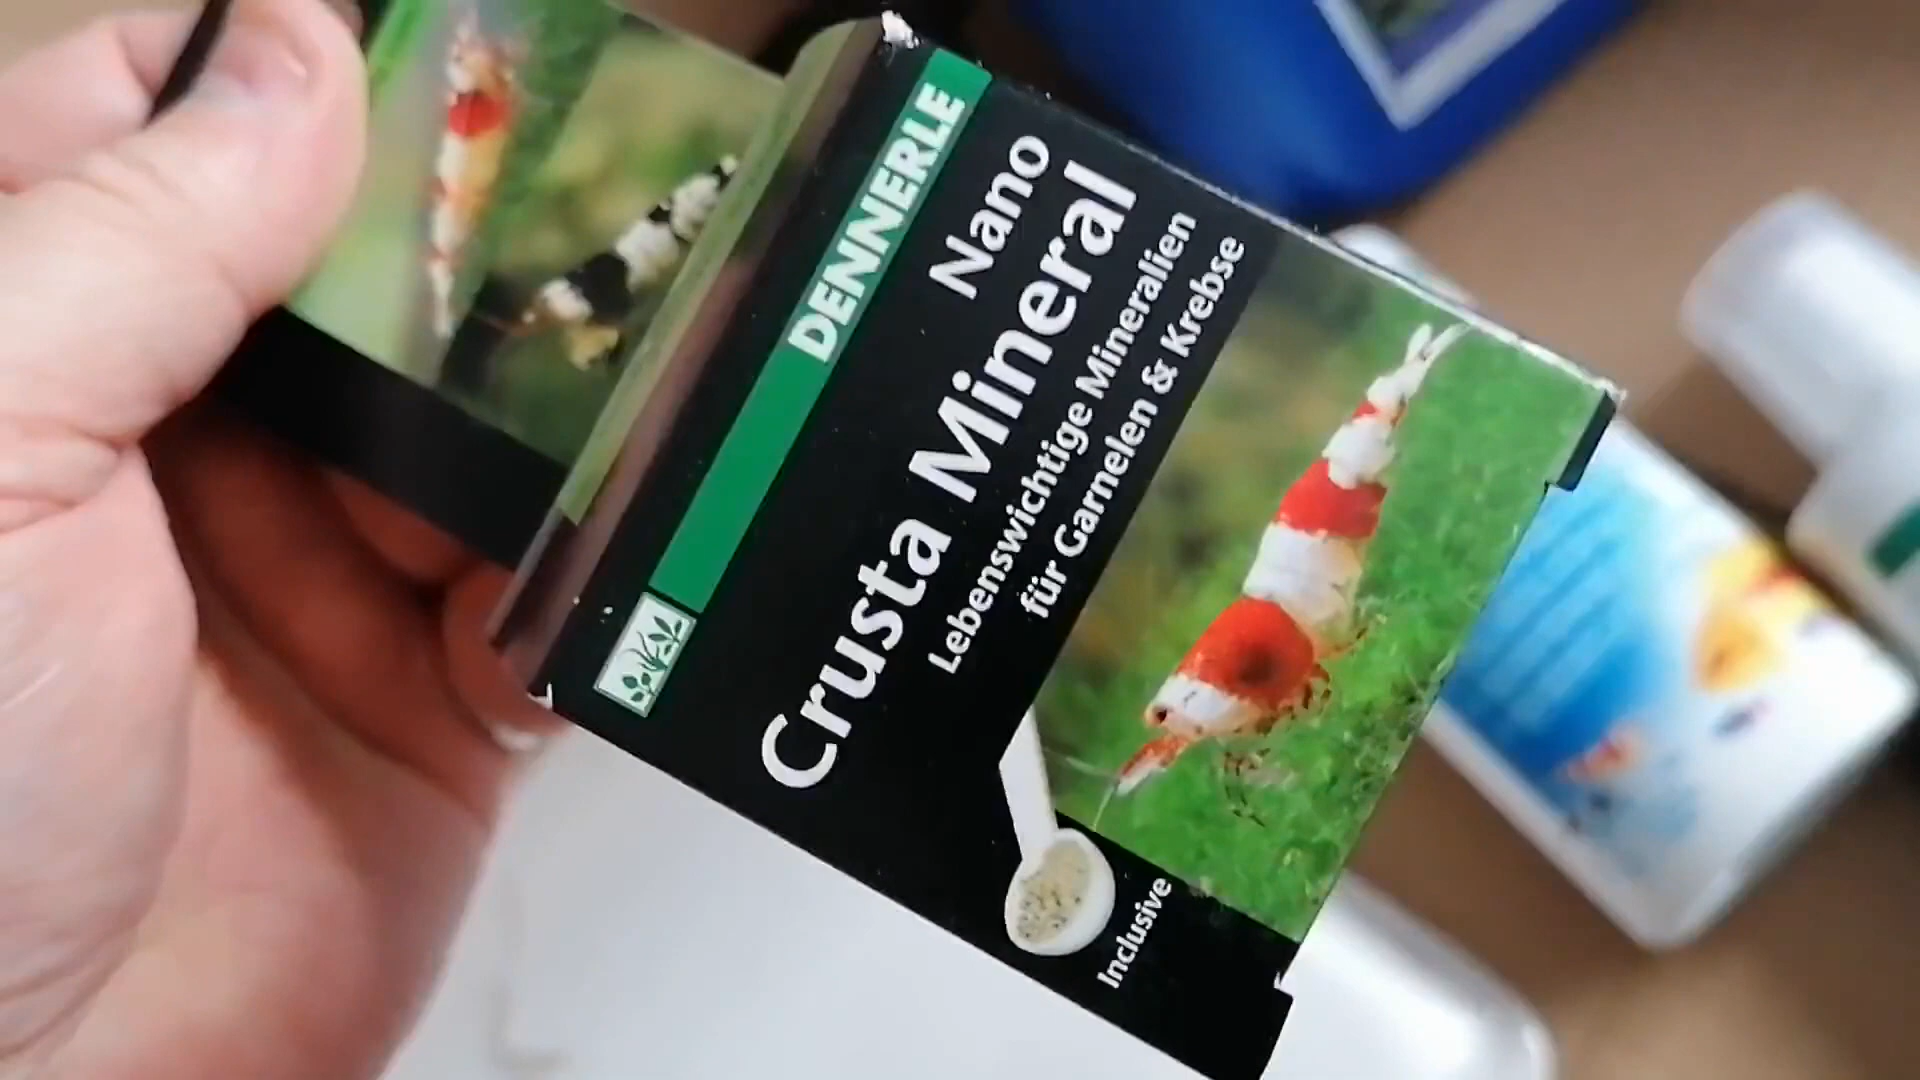 DENNERLE
Nano
Crusta Mineral
Lebenswichtige Mineralien
für Garnelen & Krebse
Inclusive